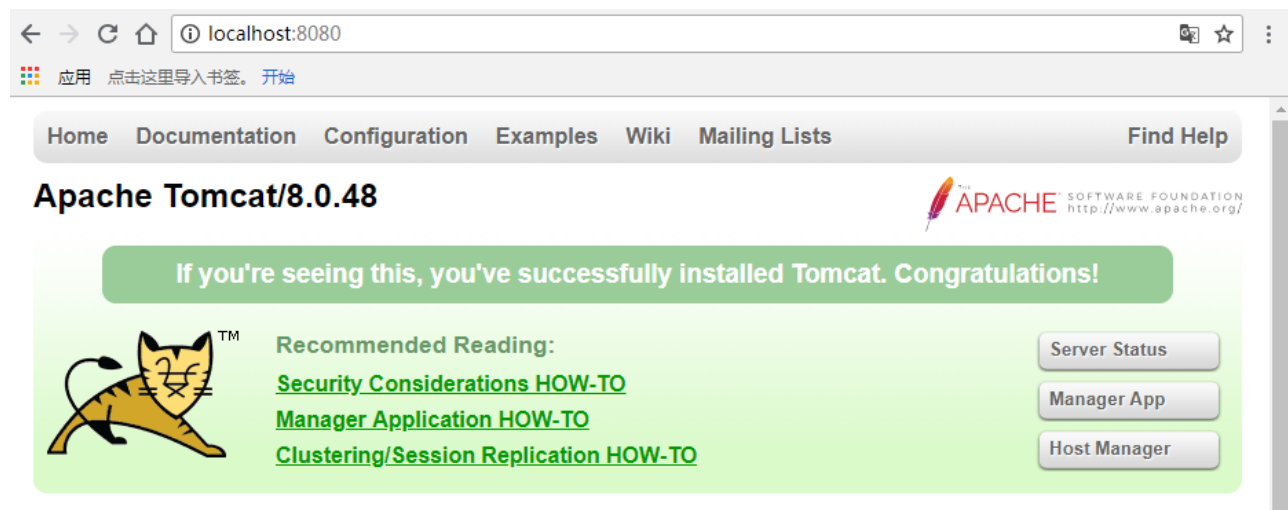 localhost:8080
应用 点击这里导入书签。 开始
Home Documentation Configuration Examples Wiki Mailing Lists Find Help
Apache Tomcat/8.0.48
THE APACHE™ SOFTWARE FOUNDATION
http://www.apache.org/
If you're seeing this, you've successfully installed Tomcat. Congratulations!
TM
Recommended Reading:
Security Considerations HOW-TO
Manager Application HOW-TO
Clustering/Session Replication HOW-TO
Server Status
Manager App
Host Manager